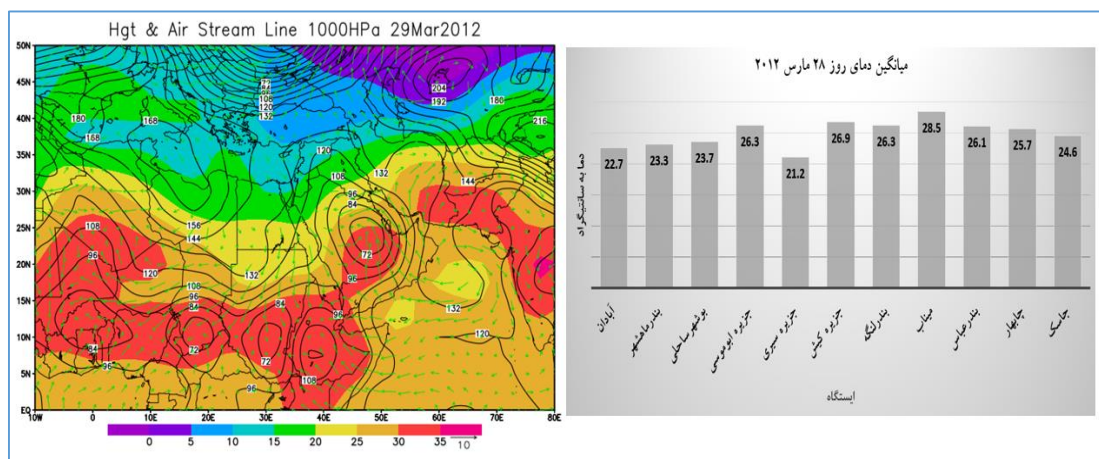 Hgt & Air Stream Line 1000HPa 29Mar2012
50N
45N
40N
35N
30N
25N
20N
15N
10N
5N
EQ
10W 0 10E 20E 30E 40E 50E 60E 70E 80E
0 5 10 15 20 25 30 35
10
72
108
120
132
204
192
180
216
180
168
168
120
108
132
144
96
84
156
144
108
96
120
132
72
96
108
96
84
84
132
120
96
84
72
72
96
108
96
96
میانگین دمای روز ۲۸ مارس ۲۰۱۲
دما به سانتیگراد
22.7 23.3 23.7 26.3 21.2 26.9 26.3 28.5 26.1 25.7 24.6
آبادان
بندرماهشهر
بوشهرساحلی
جزیره ابوموسی
جزیره سیری
جزیره کیش
بندرلنگه
میناب
بندرعباس
چابهار
جاسک
ایستگاه